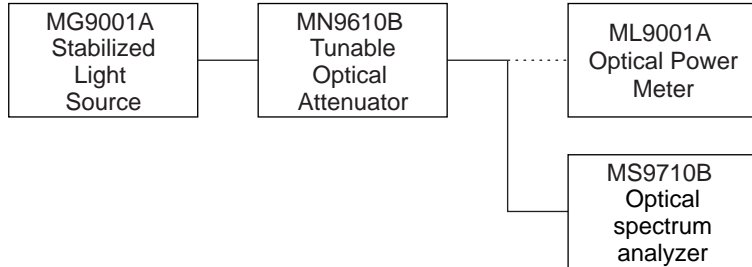 MG9001A
Stabilized
Light
Source
MN9610B
Tunable
Optical
Attenuator
ML9001A
Optical Power
Meter
MS9710B
Optical
spectrum
analyzer